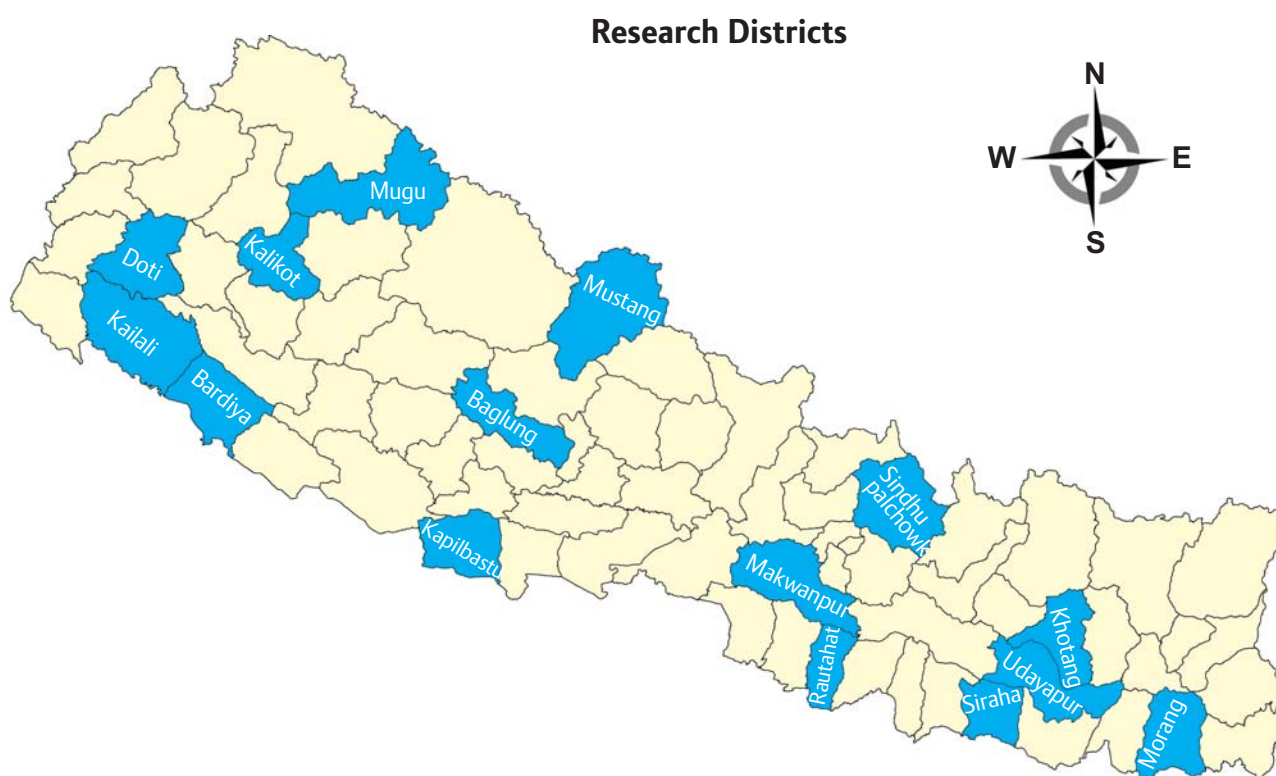 Research Districts
N
W
E
S
Mugu
Doti
Kalikot
Mustang
Kailali
Bardiya
Baglung
Sindhu
palchowk
Kapilbastu
Makwanpur
Khotang
Rautahat
Udayapur
Siraha
Morang